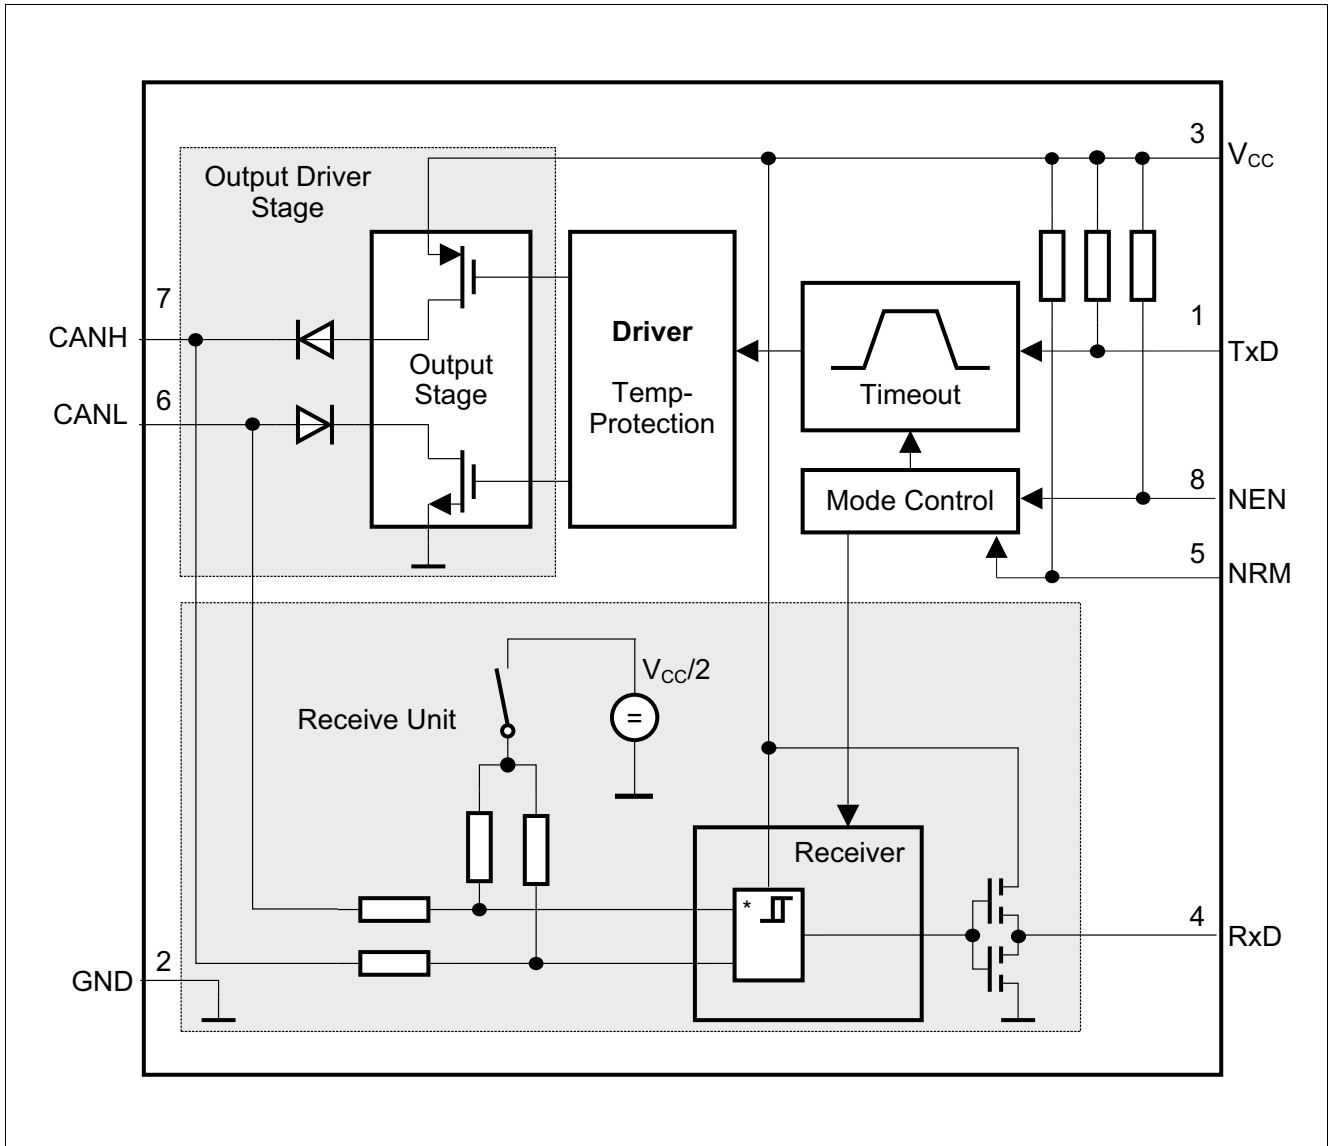 3
VCC
Output Driver
Stage
7
CANH
1
TxD
Driver
Output
Stage
Temp-
Protection
Timeout
6
CANL
8
NEN
Mode Control
5
NRM
VCC/2
Receive Unit
=
Receiver
*
4
RxD
2
GND